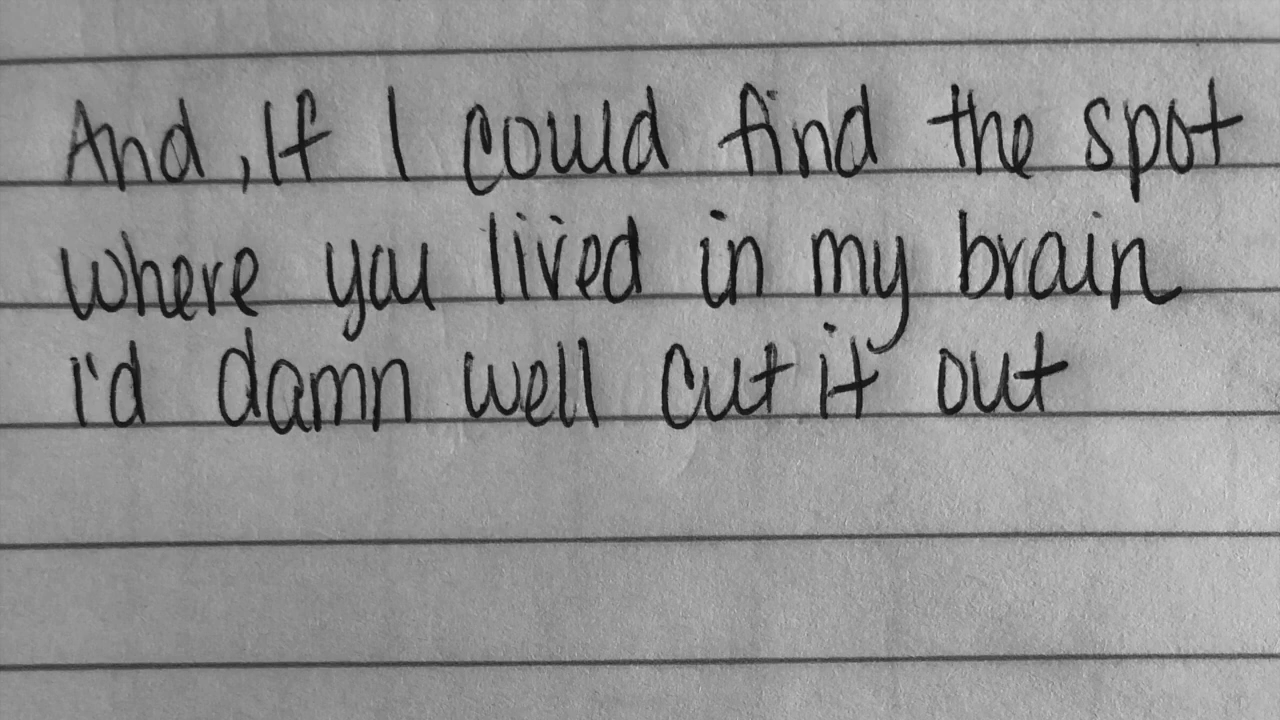 And, If I could find the spot
where you lived in my brain
I'd damn well cut it out